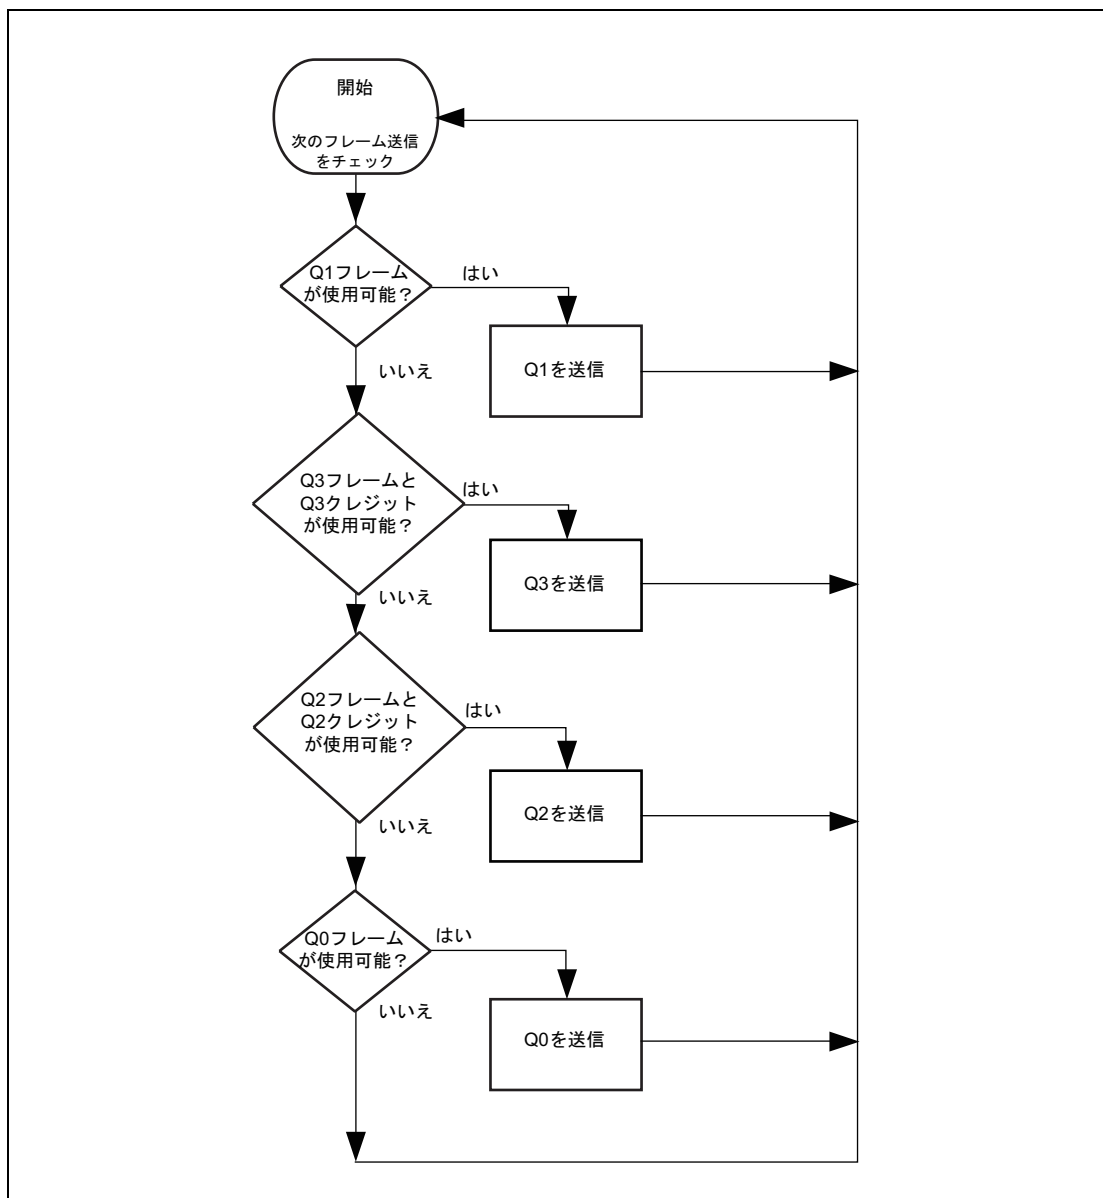 開始
次のフレーム送信
をチェック
Q1フレーム
が使用可能？
はい
Q1を送信
いいえ
Q3フレームと
Q3クレジット
が使用可能？
はい
Q3を送信
いいえ
Q2フレームと
Q2クレジット
が使用可能？
はい
Q2を送信
いいえ
Q0フレーム
が使用可能？
はい
Q0を送信
いいえ